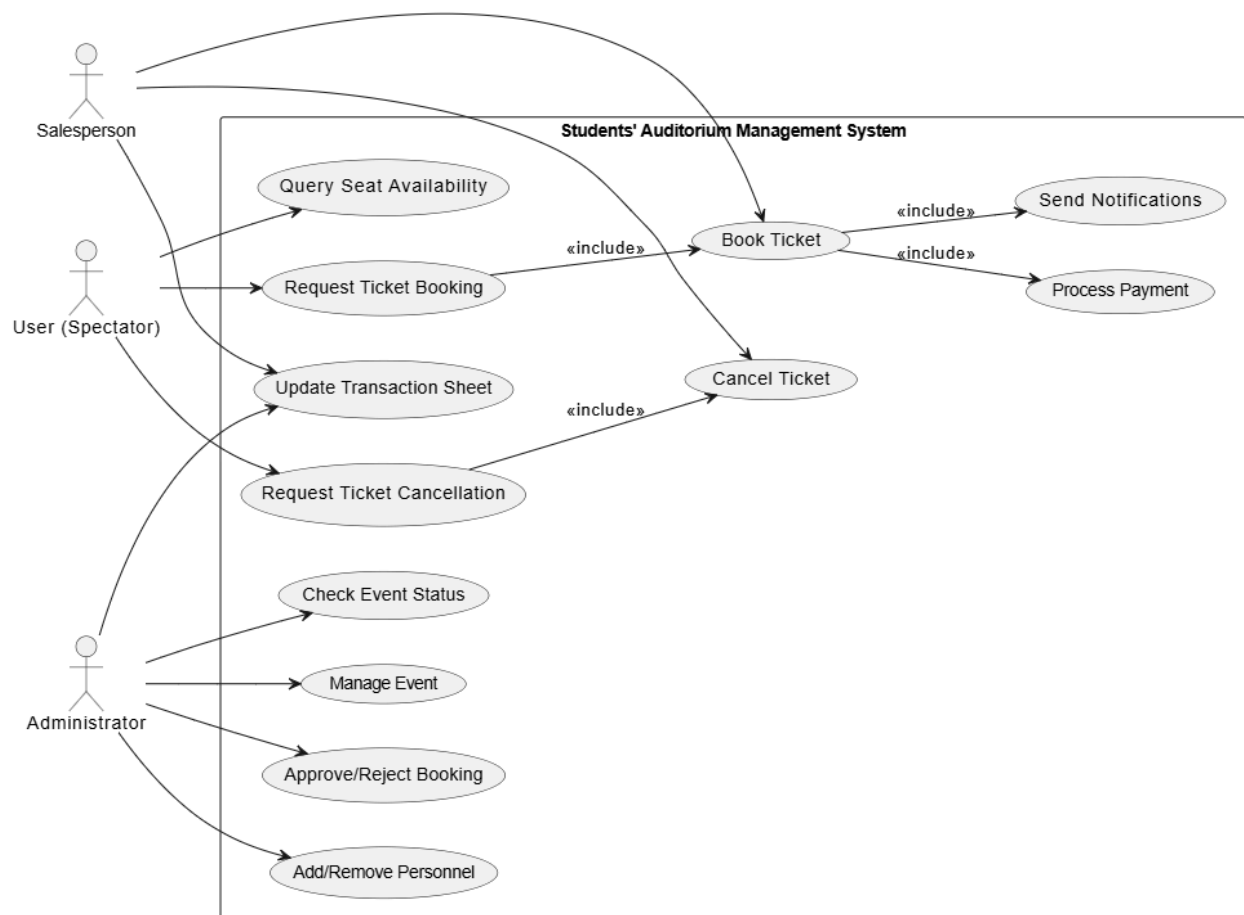 Salesperson
Students' Auditorium Management System
Query Seat Availability
Send Notifications
«include»
Book Ticket
«include»
«include»
Request Ticket Booking
Process Payment
User (Spectator)
Update Transaction Sheet
Cancel Ticket
«include»
Request Ticket Cancellation
Check Event Status
Manage Event
Administrator
Approve/Reject Booking
Add/Remove Personnel